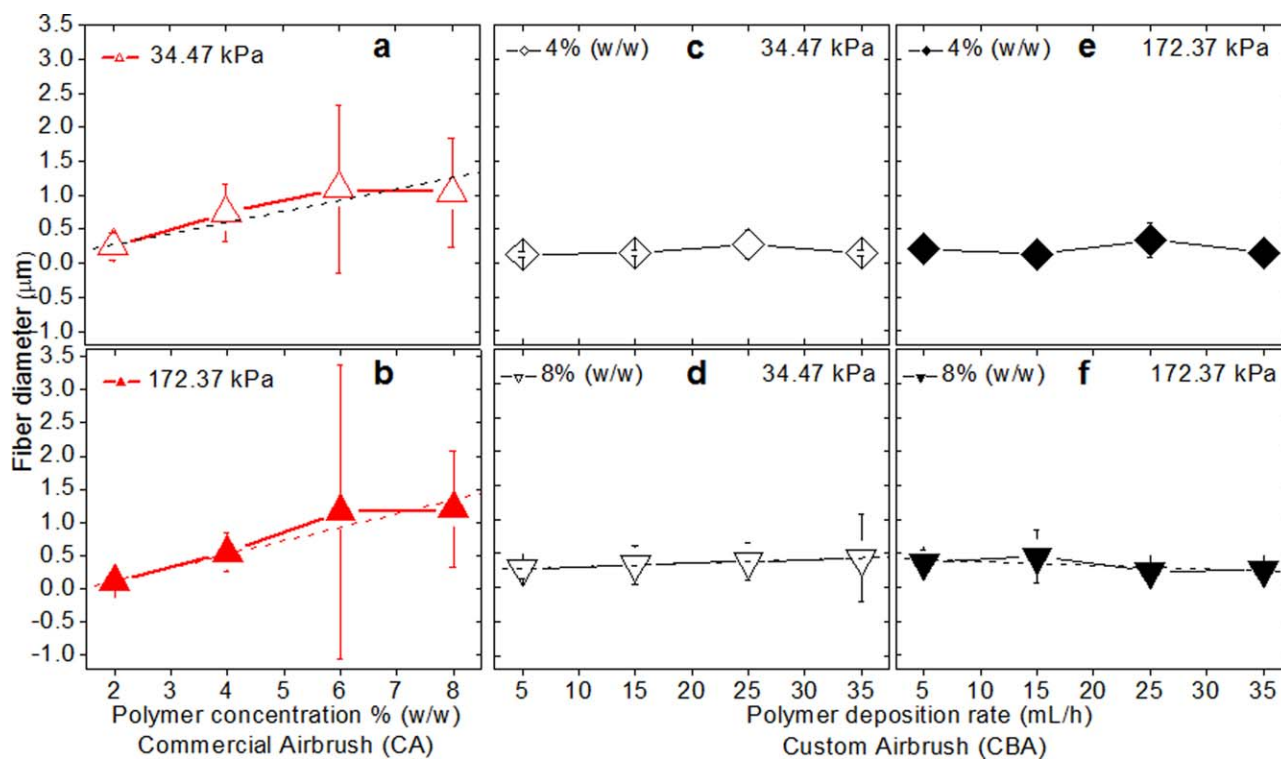 Fiber diameter (μm)
3.5
3.0
2.5
2.0
1.5
1.0
0.5
0.0
-0.5
-1.0
34.47 kPa
a
4% (w/w)
c
34.47 kPa
4% (w/w)
e
172.37 kPa
3.5
3.0
2.5
2.0
1.5
1.0
0.5
0.0
-0.5
-1.0
172.37 kPa
b
8% (w/w)
d
34.47 kPa
8% (w/w)
f
172.37 kPa
2 3 4 5 6 7 8
5 10 15 20 25 30 35
5 10 15 20 25 30 35
Polymer concentration % (w/w)
Commercial Airbrush (CA)
Polymer deposition rate (mL/h)
Custom Airbrush (CBA)